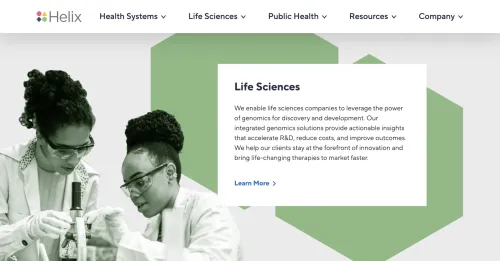 Helix Health Systems Life Sciences Public Health Resources Company
Life Sciences
We enable life sciences companies to leverage the power
of genomics for discovery and development. Our
integrated genomics solutions provide actionable insights
that accelerate R&D, reduce costs, and improve outcomes.
We help our clients stay at the forefront of innovation and
bring life-changing therapies to market faster.
Learn More